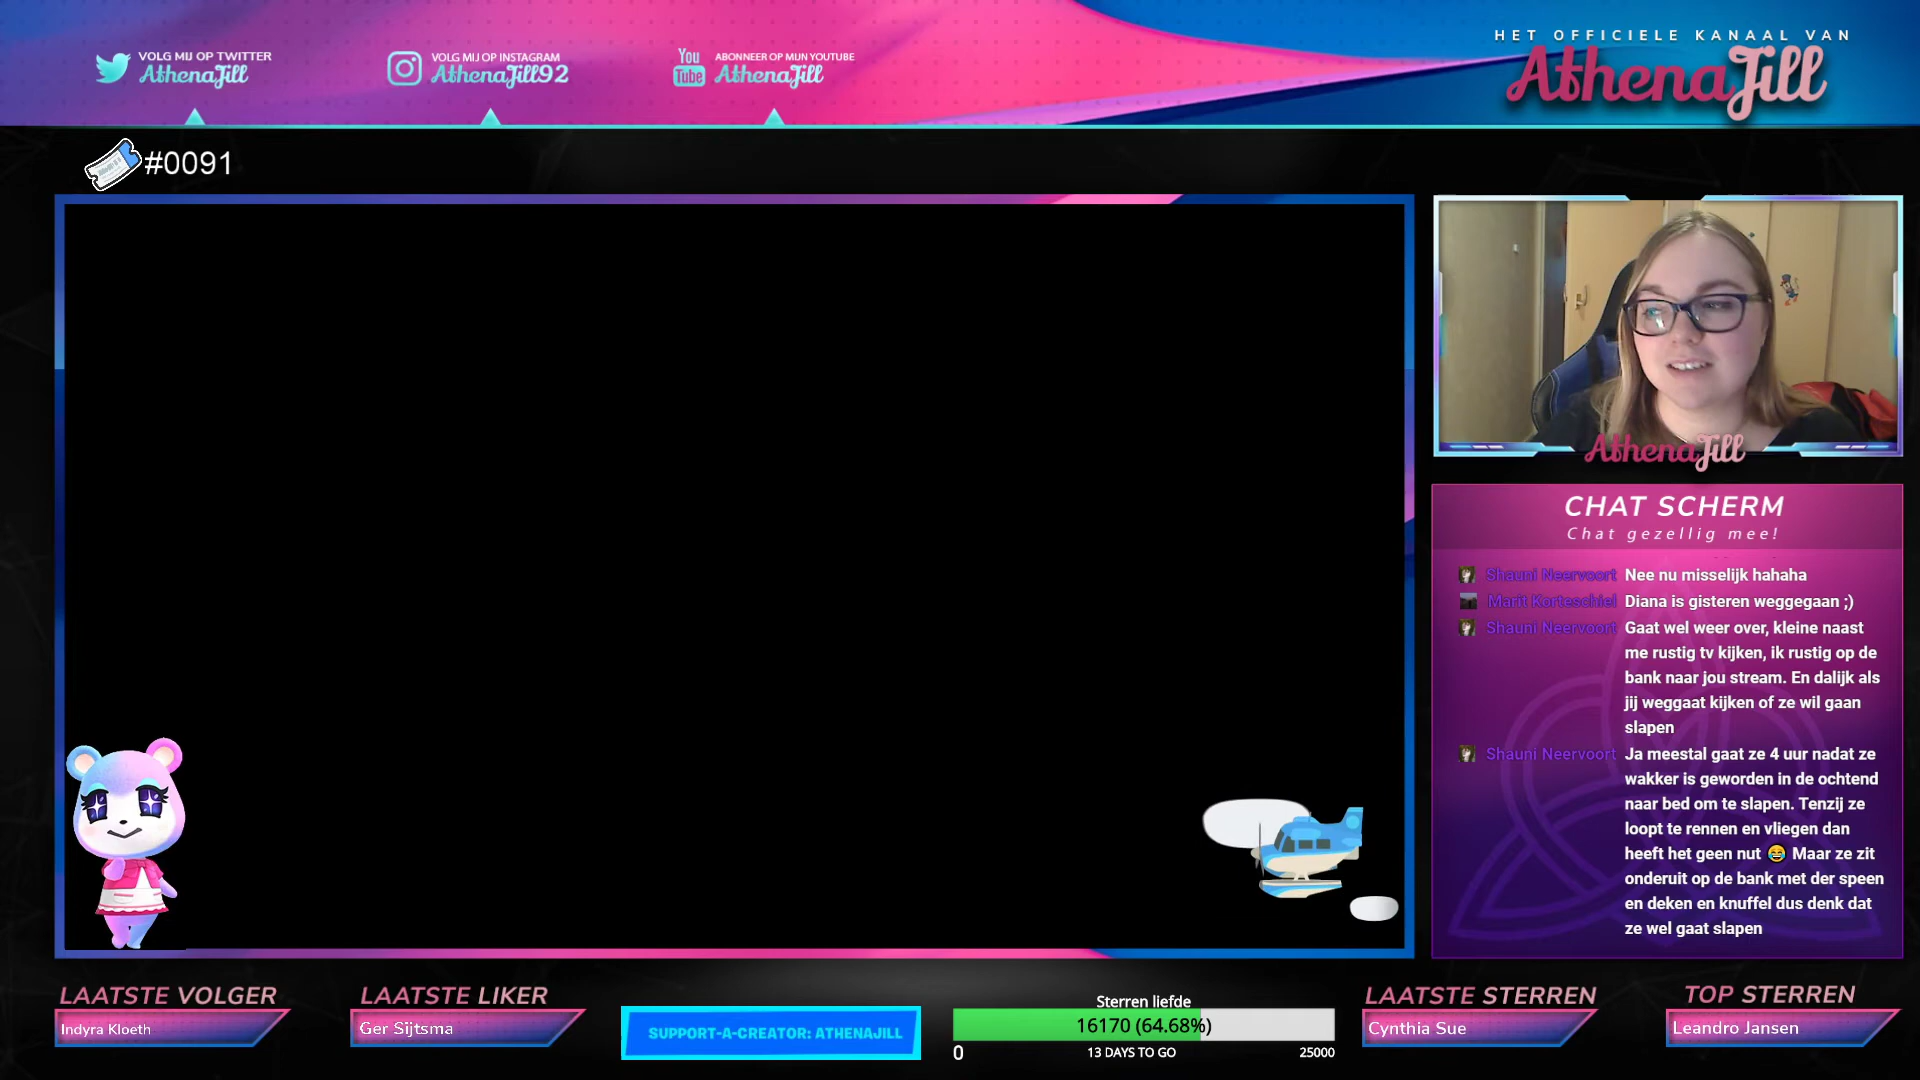 VOLG MIJ OP TWITTER
AthenaJill
VOLG MIJ OP INSTAGRAM
AthenaJill92
You
Tube
ABONNEER OP MIJN YOUTUBE
AthenaJill
HET OFFICIELE KANAAL VAN
AthenaJill
#0091
AthenaJill
CHAT SCHERM
Chat gezellig mee!
Shauni Neervoort Nee nu misselijk hahaha
Marit Korteschiel Diana is gisteren weggegaan ;)
Shauni Neervoort Gaat wel weer over, kleine naast
me rustig tv kijken, ik rustig op de
bank naar jou stream. En dalijk als
jij weggaat kijken of ze wil gaan
slapen
Shauni Neervoort Ja meestal gaat ze 4 uur nadat ze
wakker is geworden in de ochtend
naar bed om te slapen. Tenzij ze
loopt te rennen en vliegen dan
heeft het geen nut 😂 Maar ze zit
onderuit op de bank met der speen
en deken en knuffel dus denk dat
ze wel gaat slapen
LAATSTE VOLGER
Indyra Kloeth
LAATSTE LIKER
Ger Sijtsma
SUPPORT-A-CREATOR: ATHENAJILL
Sterren liefde
16170 (64.68%)
0
13 DAYS TO GO
25000
LAATSTE STERREN
Cynthia Sue
TOP STERREN
Leandro Jansen